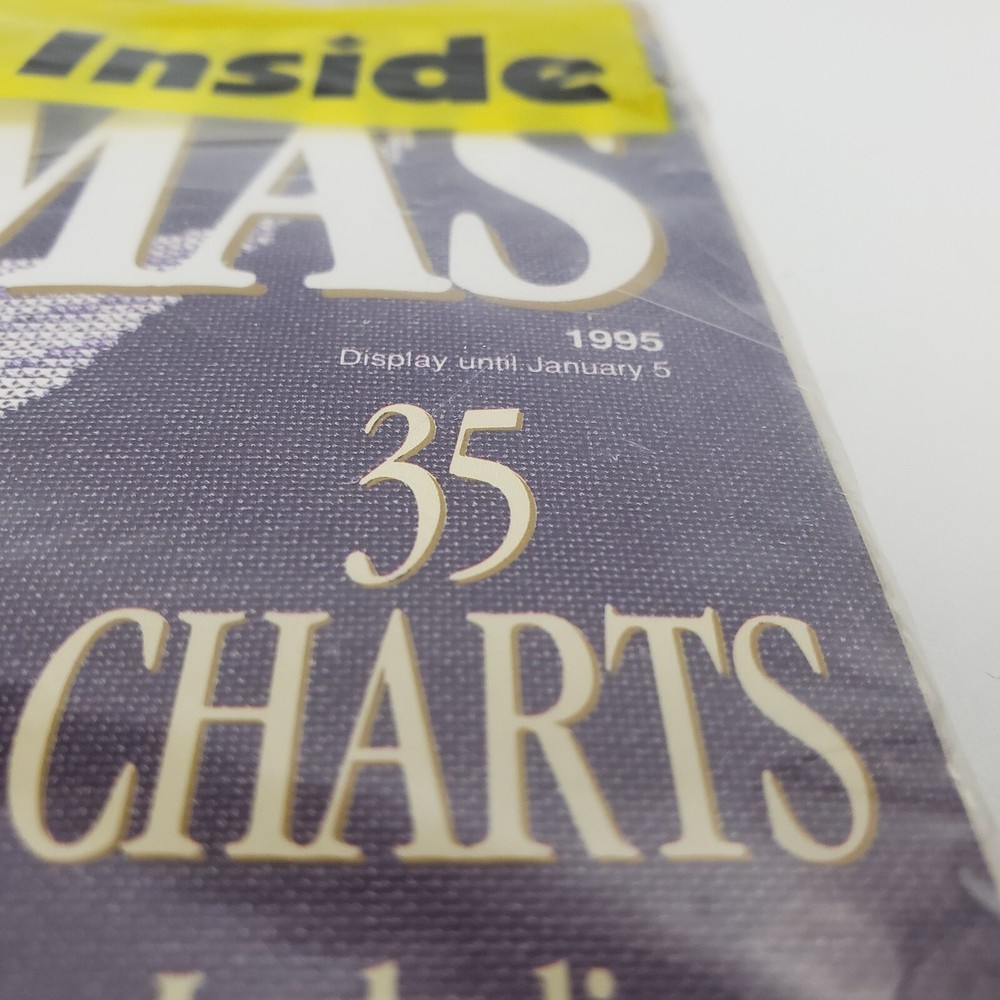 Inside
MAS
1995
Display until January 5
35
CHARTS